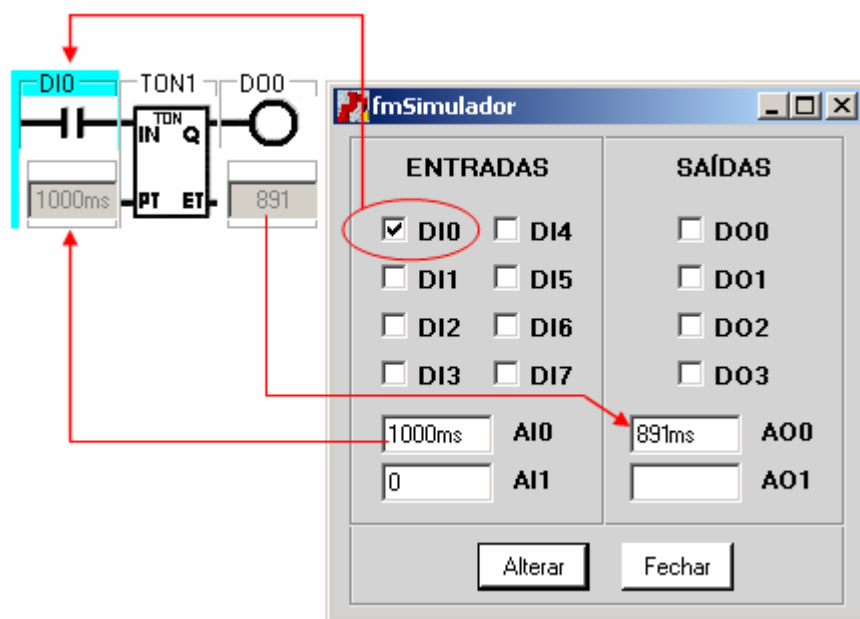 DI0 TON1 DO0
TON
IN Q
1000ms PT ET 891
fmSimulador
ENTRADAS SAÍDAS
DI0 DI4 DO0
DI1 DI5 DO1
DI2 DI6 DO2
DI3 DI7 DO3
1000ms AI0 891ms AO0
0 AI1 AO1
Alterar Fechar